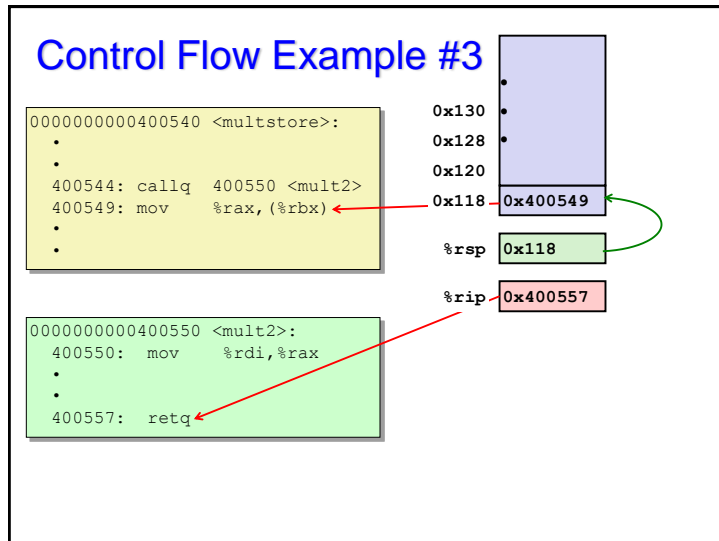 Control Flow Example #3
0000000000400540 <multstore>:
•
•
400544: callq 400550 <mult2>
400549: mov %rax,(%rbx)
•
•
0000000000400550 <mult2>:
400550: mov %rdi,%rax
•
•
400557: retq
•
0x130 •
0x128 •
0x120
0x118 0x400549
%rsp 0x118
%rip 0x400557